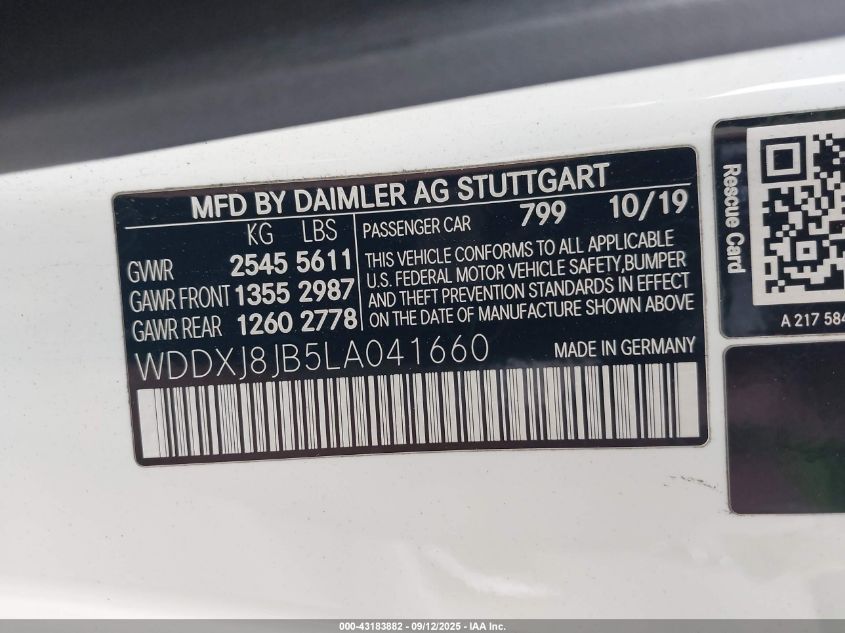 MFD BY DAIMLER AG STUTTGART
KG LBS
GVWR 2545 5611
GAWR FRONT 1355 2987
GAWR REAR 1260 2778
PASSENGER CAR 799 10/19
THIS VEHICLE CONFORMS TO ALL APPLICABLE
U.S. FEDERAL MOTOR VEHICLE SAFETY,BUMPER
AND THEFT PREVENTION STANDARDS IN EFFECT
ON THE DATE OF MANUFACTURE SHOWN ABOVE
WDDXJ8JB5LA041660
MADE IN GERMANY
Rescue Card
A 217 584
000-43183882 - 09/12/2025 - IAA Inc.